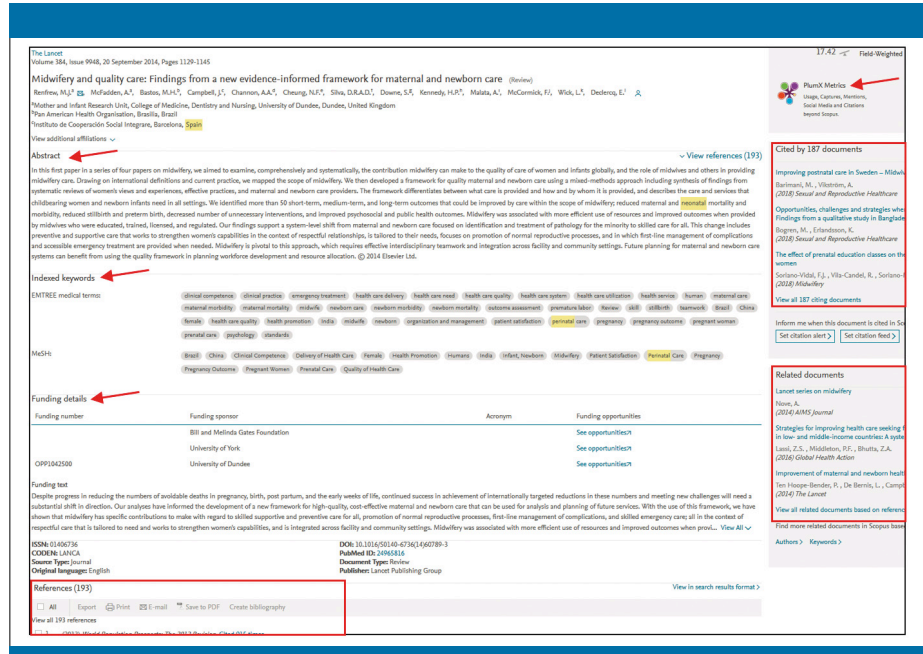 The Lancet
Volume 384, Issue 9948, 20 September 2014, Pages 1129-1145
Midwifery and quality care: Findings from a new evidence-informed framework for maternal and newborn care (Review)
Renfrew, M.J.a, McFadden, A.a, Bastos, M.H.b, Campbell, J.c, Channon, A.A.d, Cheung, N.F.e, Silva, D.R.A.D.f, Downe, S.g, Kennedy, H.P.h, Malata, A.i, McCormick, F.j, Wick, L.k, Declercq, E.l
aMother and Infant Research Unit, College of Medicine, Dentistry and Nursing, University of Dundee, Dundee, United Kingdom
bPan American Health Organisation, Brasilia, Brazil
cInstituto de Cooperación Social Integrare, Barcelona, Spain
View additional affiliations
Abstract
View references (193)
In this first paper in a series of four papers on midwifery, we aimed to examine, comprehensively and systematically, the contribution midwifery can make to the quality of care of women and infants globally, and the role of midwives and others in providing
midwifery care. Drawing on international definitions and current practice, we mapped the scope of midwifery. We then developed a framework for quality maternal and newborn care using a mixed-methods approach including synthesis of findings from
systematic reviews of women's views and experiences, effective practices, and maternal and newborn care providers. The framework differentiates between what care is provided and how and by whom it is provided, and describes the care and services that
childbearing women and newborn infants need in all settings. We identified more than 50 short-term, medium-term, and long-term outcomes that could be improved by care within the scope of midwifery; reduced maternal and neonatal mortality and
morbidity, reduced stillbirth and preterm birth, decreased number of unnecessary interventions, and improved psychosocial and public health outcomes. Midwifery was associated with more efficient use of resources and improved outcomes when provided
by midwives who were educated, trained, licensed, and regulated. Our findings support a system-level shift from maternal and newborn care focused on identification and treatment of pathology for the minority to skilled care for all. This change includes
preventive and supportive care that works to strengthen women's capabilities in the context of respectful relationships, is tailored to their needs, focuses on promotion of normal reproductive processes, and in which first-line management of complications
and accessible emergency treatment are provided when needed. Midwifery is pivotal to this approach, which requires effective interdisciplinary teamwork and integration across facility and community settings. Future planning for maternal and newborn care
systems can benefit from using the quality framework in planning workforce development and resource allocation. © 2014 Elsevier Ltd.
Indexed keywords
EMTREE medical terms:
clinical competence clinical practice emergency treatment health care delivery health care need health care quality health care system health care utilization health service human maternal care
maternal morbidity maternal mortality midwife newborn care newborn morbidity newborn mortality outcome assessment premature labor Review skill stillbirth teamwork Brazil China
female health care quality health promotion India midwife newborn organization and management patient satisfaction perinatal care pregnancy pregnancy outcome pregnant woman
prenatal care psychology standards
MeSH:
Brazil China Clinical Competence Delivery of Health Care Female Health Promotion Humans India Infant, Newborn Midwifery Patient Satisfaction Perinatal Care Pregnancy
Pregnancy Outcome Pregnant Women Prenatal Care Quality of Health Care
Funding details
Funding number Funding sponsor Acronym Funding opportunities
Bill and Melinda Gates Foundation See opportunities
University of York See opportunities
OPP1042500 University of Dundee See opportunities
Funding text
Despite progress in reducing the numbers of avoidable deaths in pregnancy, birth, post partum, and the early weeks of life, continued success in achievement of internationally targeted reductions in these numbers and meeting new challenges will need a
substantial shift in direction. Our analyses have informed the development of a new framework for high-quality, cost-effective maternal and newborn care that can be used for analysis and planning of future services. With the use of this framework, we have
shown that midwifery has specific contributions to make with regard to skilled supportive and preventive care for all, promotion of normal reproductive processes, first-line management of complications, and skilled emergency care; all in the context of
respectful care that is tailored to need and works to strengthen women's capabilities, and is integrated across facility and community settings. Midwifery was associated with more efficient use of resources and improved outcomes when provi... View All
ISSN: 01406736
CODEN: LANCA
Source Type: Journal
Original language: English
DOI: 10.1016/S0140-6736(14)60789-3
PubMed ID: 24965816
Document Type: Review
Publisher: Lancet Publishing Group
References (193)
View in search results format >
All Export Print E-mail Save to PDF Create bibliography
View all 193 references
17.42 Field-Weighted
PlumX Metrics
Usage, Captures, Mentions,
Social Media and Citations
beyond Scopus.
Cited by 187 documents
Improving postnatal care in Sweden – Midwiv
Barimani, M. , Vikström, A.
(2018) Sexual and Reproductive Healthcare
Opportunities, challenges and strategies whe
Findings from a qualitative study in Banglade
Bogren, M. , Erlandsson, K.
(2018) Sexual and Reproductive Healthcare
The effect of prenatal education classes on the
women
Soriano-Vidal, F.J. , Vila-Candel, R. , Soriano-
(2018) Midwifery
View all 187 citing documents
Inform me when this document is cited in Sco
Set citation alert > Set citation feed >
Related documents
Lancet series on midwifery
Nove, A.
(2014) AIMS Journal
Strategies for improving health care seeking f
in low- and middle-income countries: A syste
Lassi, Z.S. , Middleton, P.F. , Bhutta, Z.A.
(2016) Global Health Action
Improvement of maternal and newborn healt
Ten Hoope-Bender, P. , De Bernis, L. , Campb
(2014) The Lancet
View all related documents based on referenc
Find more related documents in Scopus base
Authors > Keywords >